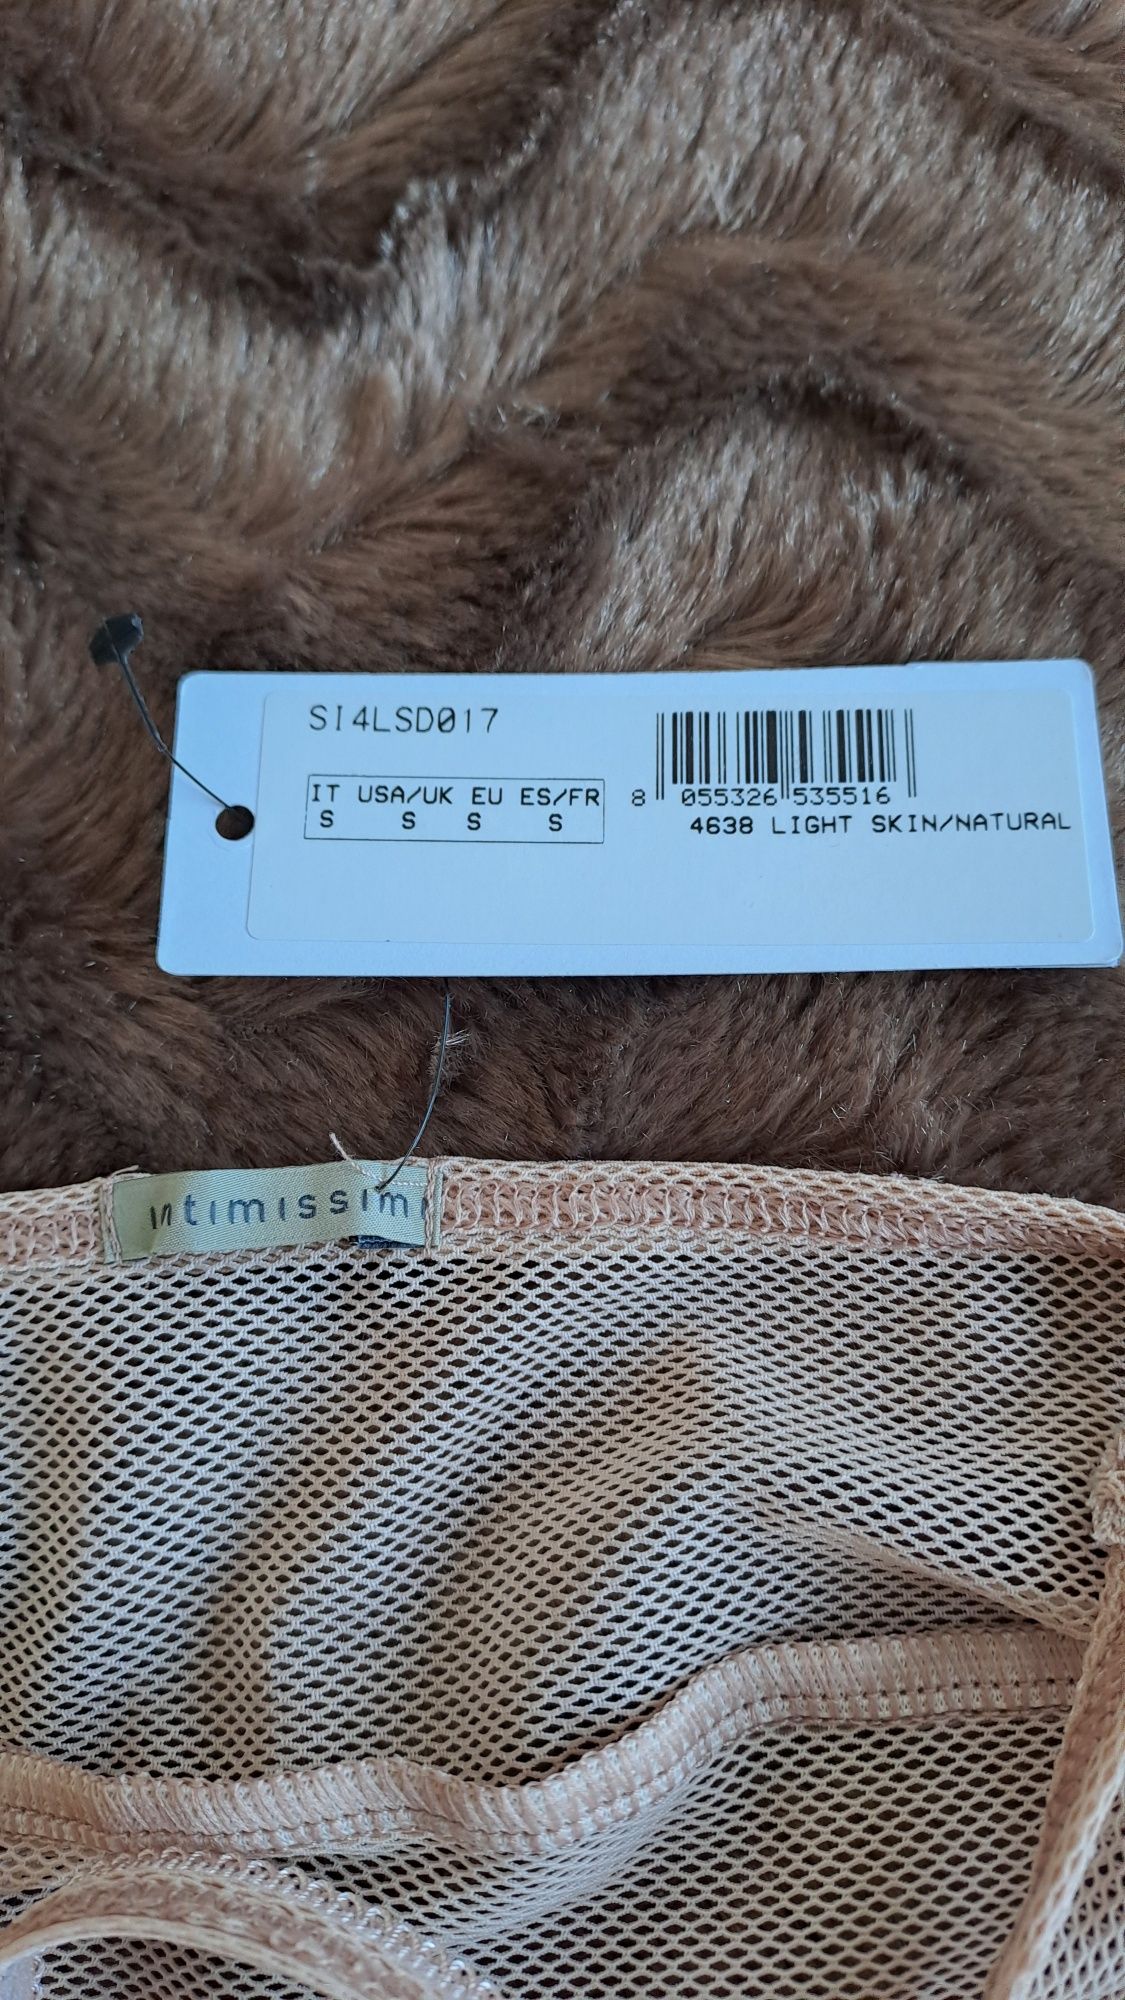 SI4LSD017
IT USA/UK EU ES/FR
S S S S
8 055326 535516
4638 LIGHT SKIN/NATURAL
intimissimi